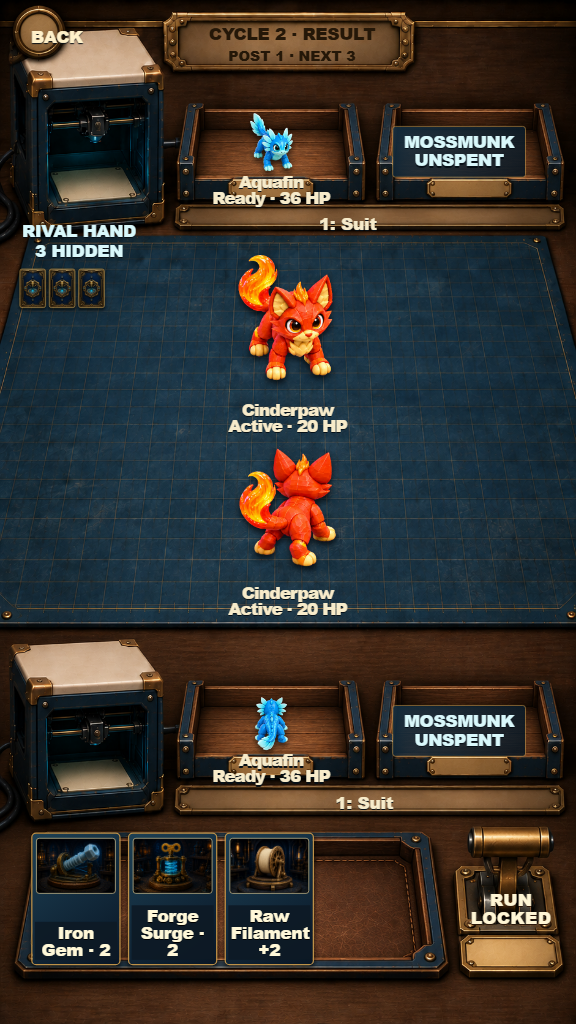 BACK
CYCLE 2 · RESULT
POST 1 · NEXT 3
Aquafin
Ready · 36 HP
MOSSMUNK
UNSPENT
1: Suit
RIVAL HAND
3 HIDDEN
Cinderpaw
Active · 20 HP
Cinderpaw
Active · 20 HP
Aquafin
Ready · 36 HP
MOSSMUNK
UNSPENT
1: Suit
Iron
Gem · 2
Forge
Surge ·
2
Raw
Filament
+2
RUN
LOCKED